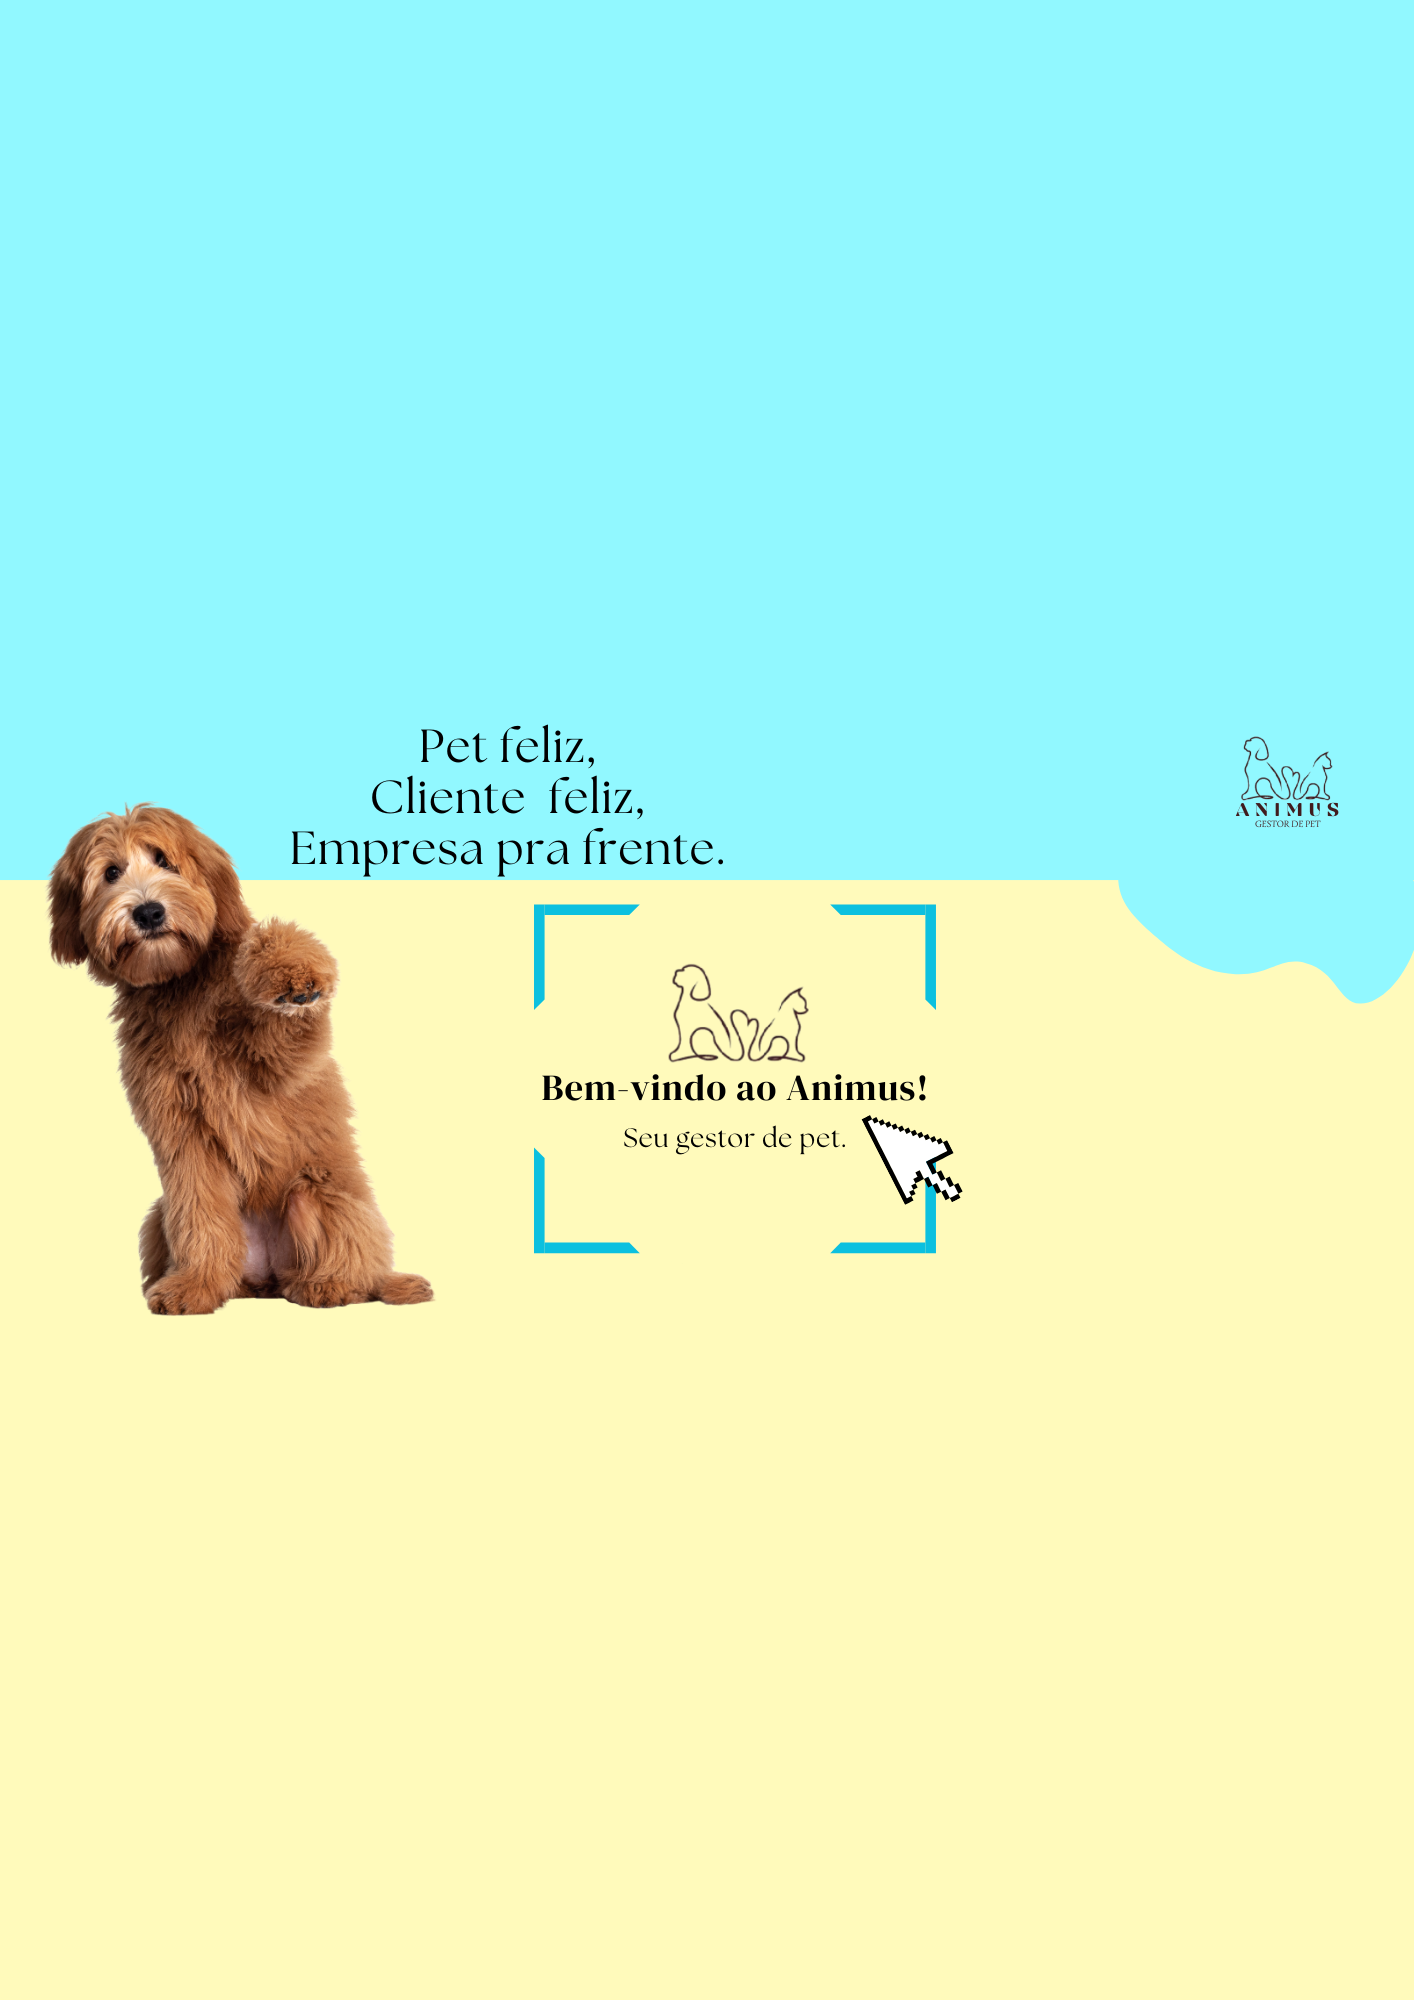 Pet feliz,
Cliente feliz,
Empresa pra frente.
ANIMUS
GESTOR DE PET
Bem-vindo ao Animus!
Seu gestor de pet.